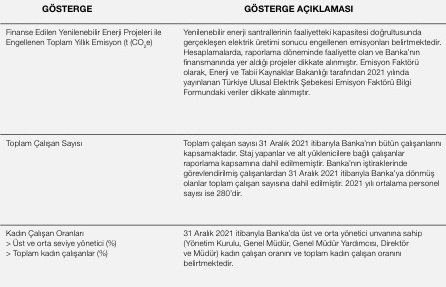 GÖSTERGE
GÖSTERGE AÇIKLAMASI
Finanse Edilen Yenilenebilir Enerji Projeleri ile
Engellenen Toplam Yıllık Emisyon (t (CO2e)
Yenilenebilir enerji santrallerinin faaliyetteki kapasitesi doğrultusunda
gerçekleşen elektrik üretimi sonucu engellenen emisyonları belirtmektedir.
Hesaplamalarda, raporlama döneminde faaliyette olan ve Banka'nın
finansmanında yer aldığı projeler dikkate alınmıştır. Emisyon Faktörü
olarak, Enerji ve Tabii Kaynaklar Bakanlığı tarafından 2021 yılında
yayınlanan Türkiye Ulusal Elektrik Şebekesi Emisyon Faktörü Bilgi
Formundaki veriler dikkate alınmıştır.
Toplam Çalışan Sayısı
Toplam çalışan sayısı 31 Aralık 2021 itibarıyla Banka'nın bütün çalışanlarını
kapsamaktadır. Staj yapanlar ve alt yüklenicilere bağlı çalışanlar
raporlama kapsamına dahil edilmemiştir. Banka'nın iştiraklerinde
görevlendirilmiş çalışanlardan 31 Aralık 2021 itibarıyla Banka'ya dönmüş
olanlar toplam çalışan sayısına dahil edilmiştir. 2021 yılı ortalama personel
sayısı ise 280'dir.
Kadın Çalışan Oranları
> Üst ve orta seviye yönetici (%)
> Toplam kadın çalışanlar (%)
31 Aralık 2021 itibarıyla Banka'da üst ve orta yönetici unvanına sahip
(Yönetim Kurulu, Genel Müdür, Genel Müdür Yardımcısı, Direktör
ve Müdür) kadın çalışan oranını ve toplam kadın çalışan oranını
belirtmektedir.